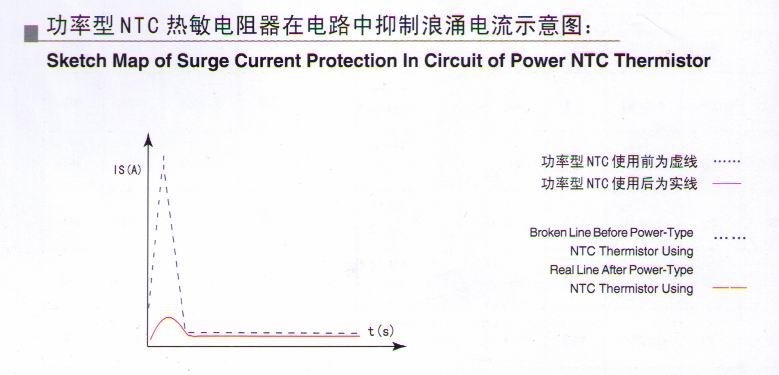 功率型NTC热敏电阻器在电路中抑制浪涌电流示意图:
Sketch Map of Surge Current Protection In Circuit of Power NTC Thermistor
IS(A)
功率型NTC使用前为虚线
功率型NTC使用后为实线
Broken Line Before Power-Type
NTC Thermistor Using
Real Line After Power-Type
NTC Thermistor Using
t(s)